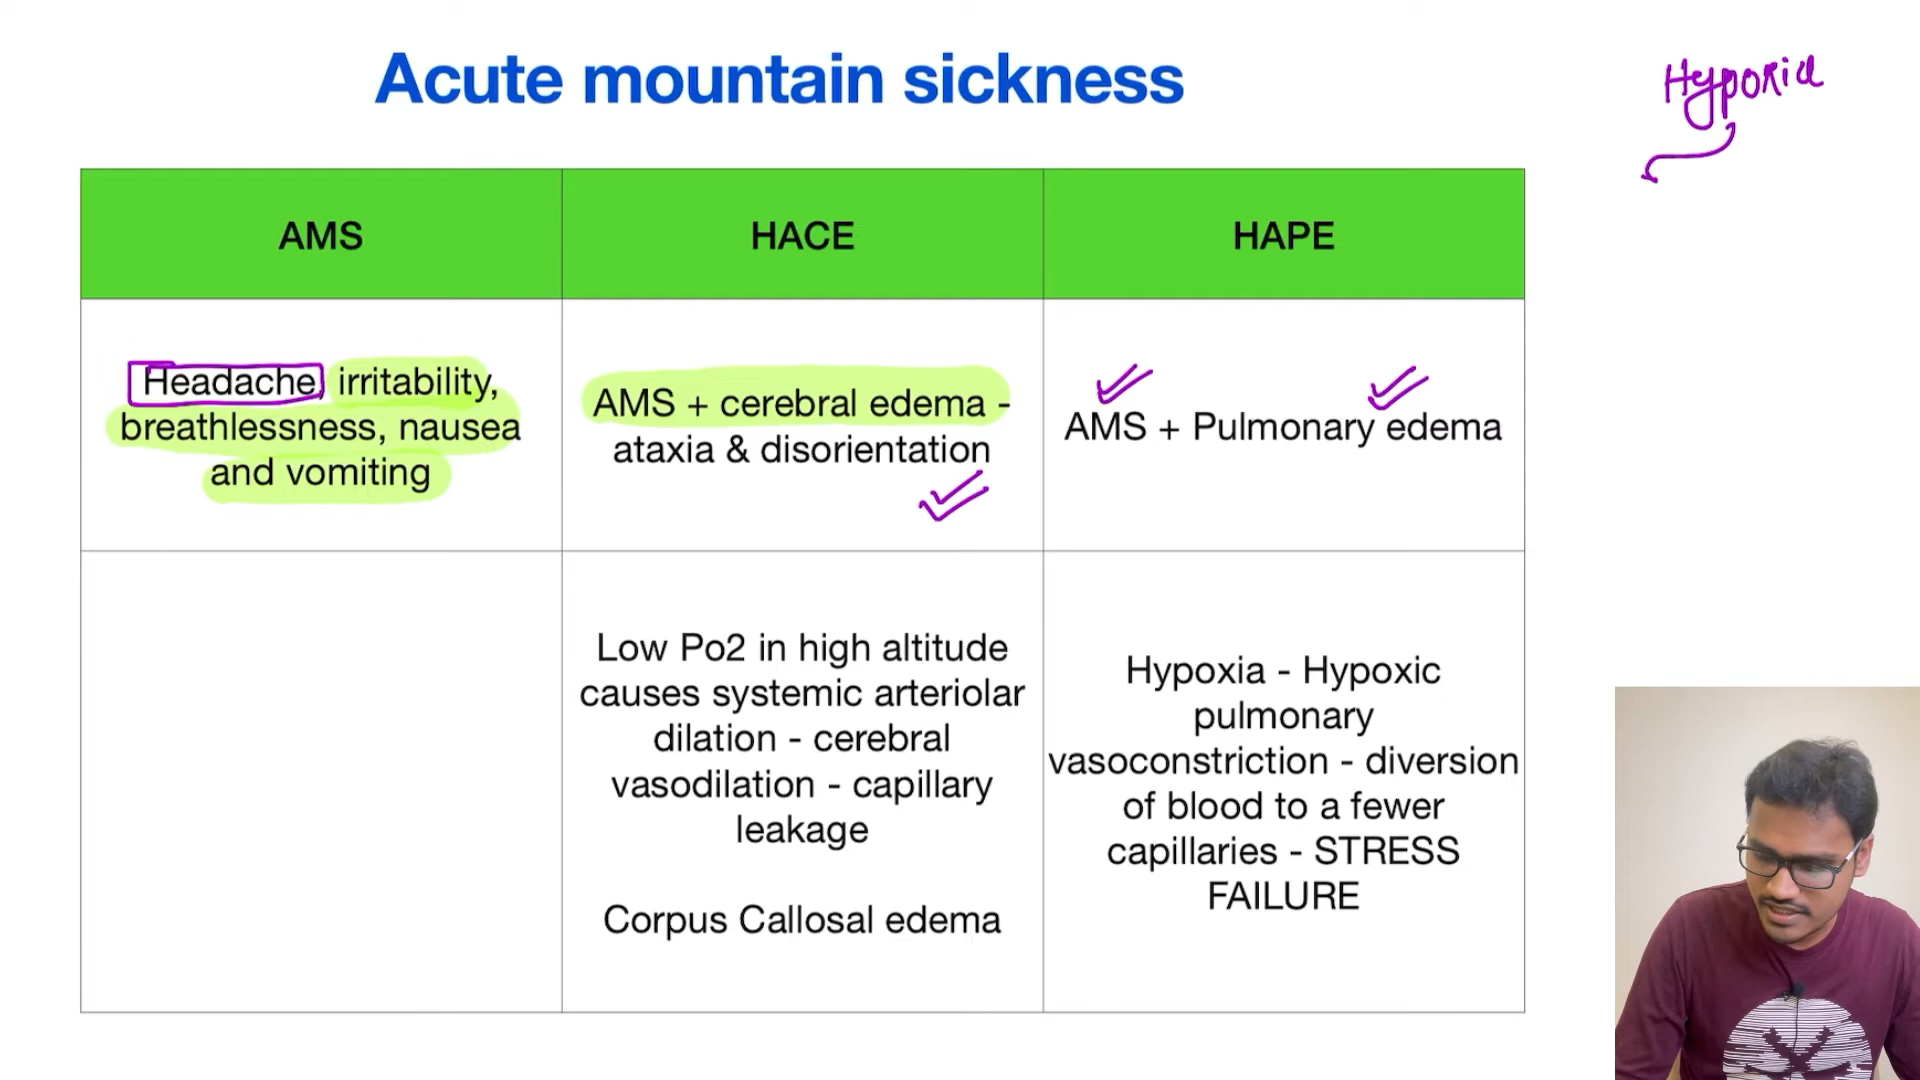 Acute mountain sickness
Hypoxia
AMS
HACE
HAPE
Headache, irritability,
breathlessness, nausea
and vomiting
AMS + cerebral edema -
ataxia & disorientation
AMS + Pulmonary edema
Low Po2 in high altitude
causes systemic arteriolar
dilation - cerebral
vasodilation - capillary
leakage
Corpus Callosal edema
Hypoxia - Hypoxic
pulmonary
vasoconstriction - diversion
of blood to a fewer
capillaries - STRESS
FAILURE